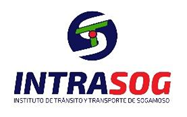 INTRASOG
INSTITUTO DE TRÁNSITO Y TRANSPORTE DE SOGAMOSO